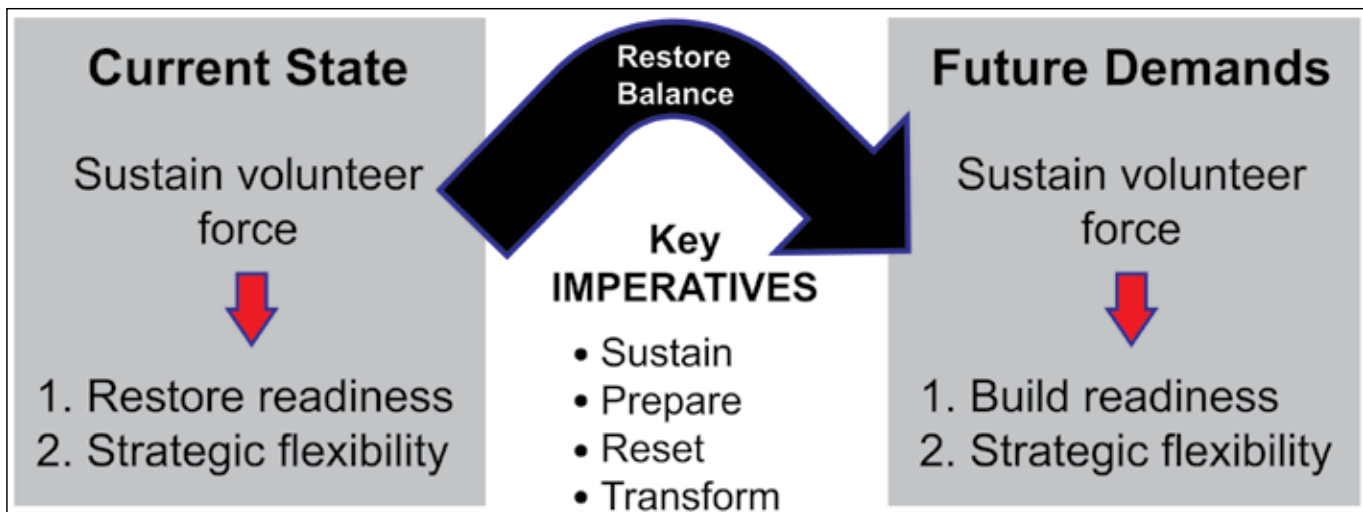 Current State
Sustain volunteer
force
1. Restore readiness
2. Strategic flexibility
Restore
Balance
Key
IMPERATIVES
• Sustain
• Prepare
• Reset
• Transform
Future Demands
Sustain volunteer
force
1. Build readiness
2. Strategic flexibility